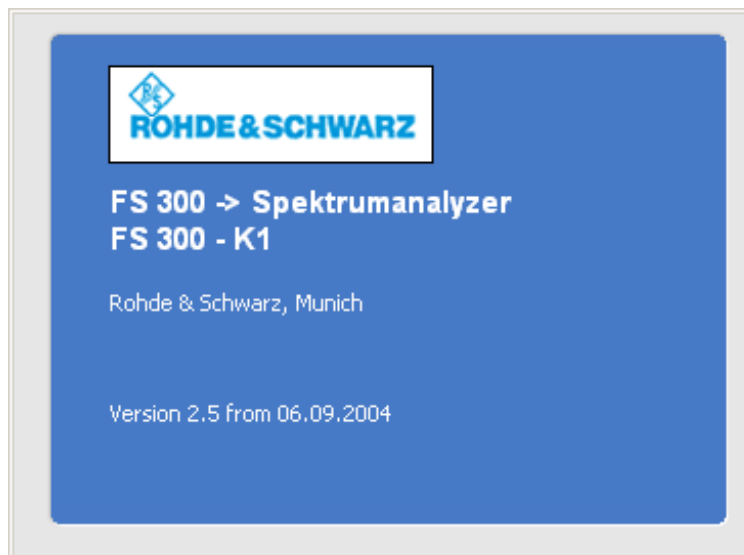 R&S
ROHDE&SCHWARZ
FS 300 -> Spektrumanalyzer
FS 300 - K1
Rohde & Schwarz, Munich
Version 2.5 from 06.09.2004